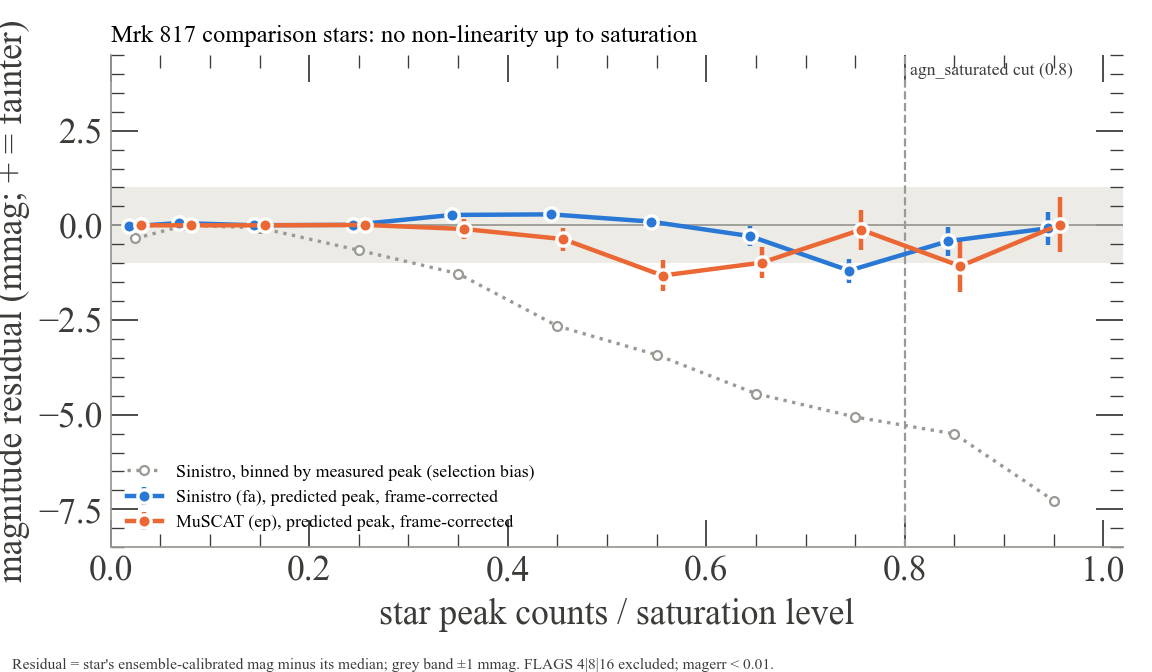 Mrk 817 comparison stars: no non-linearity up to saturation
agn_saturated cut (0.8)
magnitude residual (mmag; + = fainter)
2.5
0.0
−2.5
−5.0
−7.5
Sinistro, binned by measured peak (selection bias)
Sinistro (fa), predicted peak, frame-corrected
MuSCAT (ep), predicted peak, frame-corrected
0.0 0.2 0.4 0.6 0.8 1.0
star peak counts / saturation level
Residual = star's ensemble-calibrated mag minus its median; grey band ±1 mmag. FLAGS 4|8|16 excluded; magerr < 0.01.